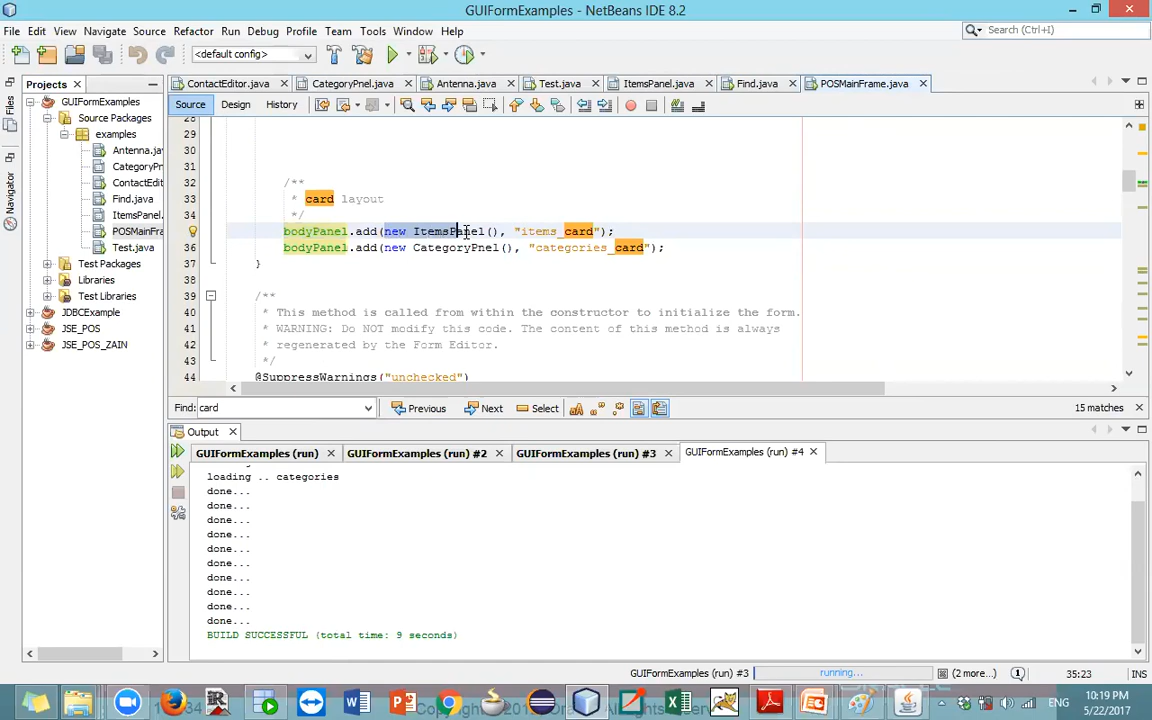 GUIFormExamples - NetBeans IDE 8.2
File Edit View Navigate Source Refactor Run Debug Profile Team Tools Window Help
Search (Ctrl+I)
<default config>
Projects
ContactEditor.java CategoryPnel.java Antenna.java Test.java ItemsPanel.java Find.java POSMainFrame.java
Files
Navigator
GUIFormExamples
Source Packages
examples
Antenna.ja
CategoryPn
ContactEdit
Find.java
ItemsPanel.
POSMainFra
Test.java
Test Packages
Libraries
Test Libraries
JDBCExample
JSE_POS
JSE_POS_ZAIN
Source Design History
28
29
30
31
32 /**
33 * card layout
34 */
bodyPanel.add(new ItemsPanel(), "items_card");
36 bodyPanel.add(new CategoryPnel(), "categories_card");
37 }
38
39 /**
40 * This method is called from within the constructor to initialize the form.
41 * WARNING: Do NOT modify this code. The content of this method is always
42 * regenerated by the Form Editor.
43 */
44 @SuppressWarnings("unchecked")
Find: card Previous Next Select 15 matches
Output
GUIFormExamples (run) GUIFormExamples (run) #2 GUIFormExamples (run) #3 GUIFormExamples (run) #4
loading .. categories
done...
done...
done...
done...
done...
done...
done...
done...
done...
done...
BUILD SUCCESSFUL (total time: 9 seconds)
GUIFormExamples (run) #3 running... (2 more...) 1 35:23 INS
ENG
10:19 PM
5/22/2017